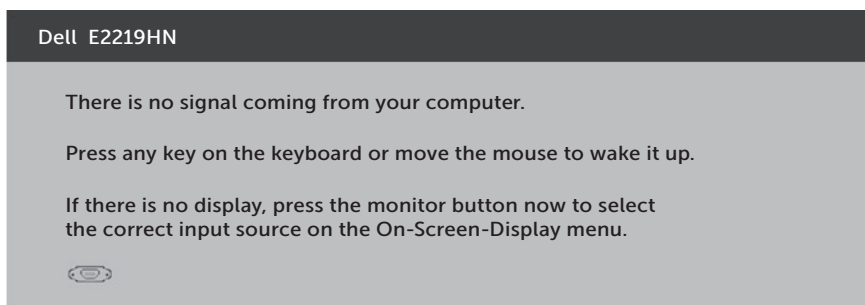 Dell E2219HN
There is no signal coming from your computer.
Press any key on the keyboard or move the mouse to wake it up.
If there is no display, press the monitor button now to select
the correct input source on the On-Screen-Display menu.